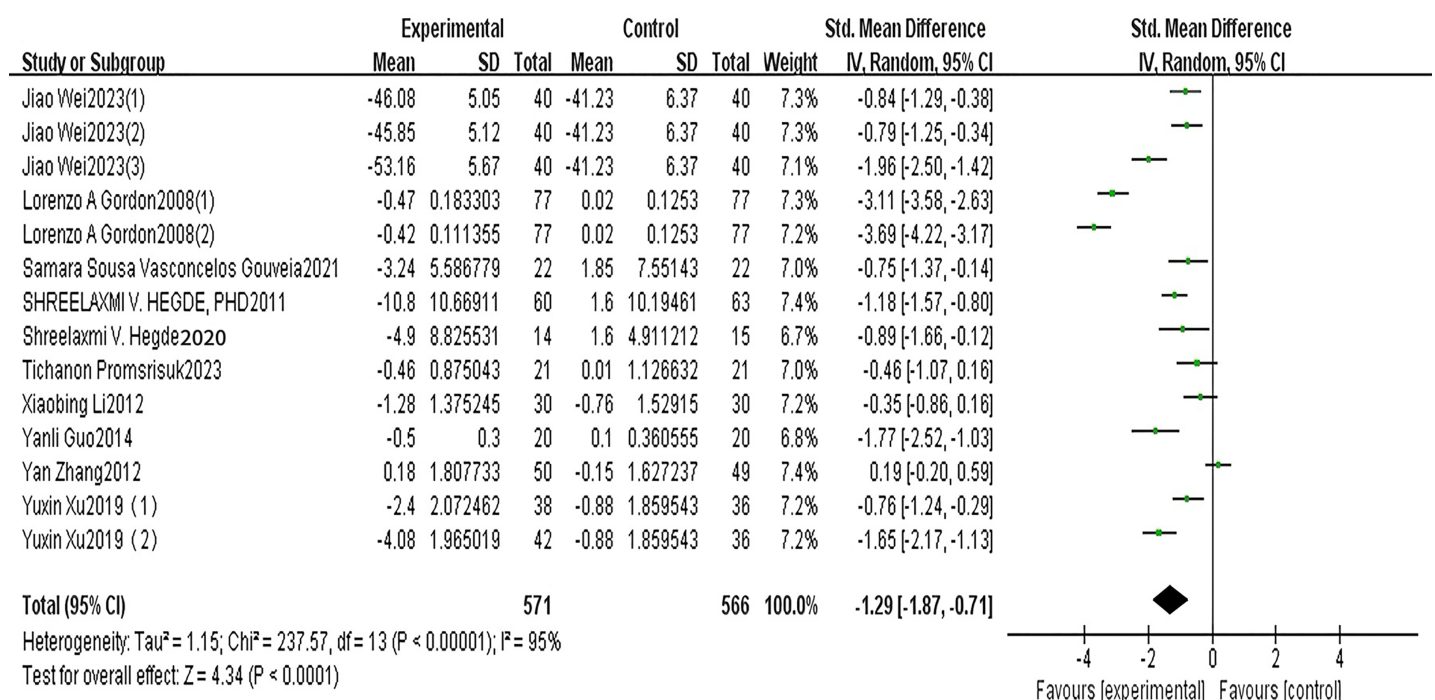 Experimental Control Std. Mean Difference Std. Mean Difference
Study or Subgroup Mean SD Total Mean SD Total Weight IV, Random, 95% CI IV, Random, 95% CI
Jiao Wei2023(1) -46.08 5.05 40 -41.23 6.37 40 7.3% -0.84 [-1.29, -0.38]
Jiao Wei2023(2) -45.85 5.12 40 -41.23 6.37 40 7.3% -0.79 [-1.25, -0.34]
Jiao Wei2023(3) -53.16 5.67 40 -41.23 6.37 40 7.1% -1.96 [-2.50, -1.42]
Lorenzo A Gordon2008(1) -0.47 0.183303 77 0.02 0.1253 77 7.3% -3.11 [-3.58, -2.63]
Lorenzo A Gordon2008(2) -0.42 0.111355 77 0.02 0.1253 77 7.2% -3.69 [-4.22, -3.17]
Samara Sousa Vasconcelos Gouveia2021 -3.24 5.586779 22 1.85 7.55143 22 7.0% -0.75 [-1.37, -0.14]
SHREELAXMI V. HEGDE, PHD2011 -10.8 10.66911 60 1.6 10.19461 63 7.4% -1.18 [-1.57, -0.80]
Shreelaxmi V. Hegde2020 -4.9 8.825531 14 1.6 4.911212 15 6.7% -0.89 [-1.66, -0.12]
Tichanon Promsrisuk2023 -0.46 0.875043 21 0.01 1.126632 21 7.0% -0.46 [-1.07, 0.16]
Xiaobing Li2012 -1.28 1.375245 30 -0.76 1.52915 30 7.2% -0.35 [-0.86, 0.16]
Yanli Guo2014 -0.5 0.3 20 0.1 0.360555 20 6.8% -1.77 [-2.52, -1.03]
Yan Zhang2012 0.18 1.807733 50 -0.15 1.627237 49 7.4% 0.19 [-0.20, 0.59]
Yuxin Xu2019（1） -2.4 2.072462 38 -0.88 1.859543 36 7.2% -0.76 [-1.24, -0.29]
Yuxin Xu2019（2） -4.08 1.965019 42 -0.88 1.859543 36 7.2% -1.65 [-2.17, -1.13]
Total (95% CI) 571 566 100.0% -1.29 [-1.87, -0.71]
Heterogeneity: Tau² = 1.15; Chi² = 237.57, df = 13 (P < 0.00001); I² = 95%
Test for overall effect: Z = 4.34 (P < 0.0001)
-4 -2 0 2 4
Favours [experimental] Favours [control]